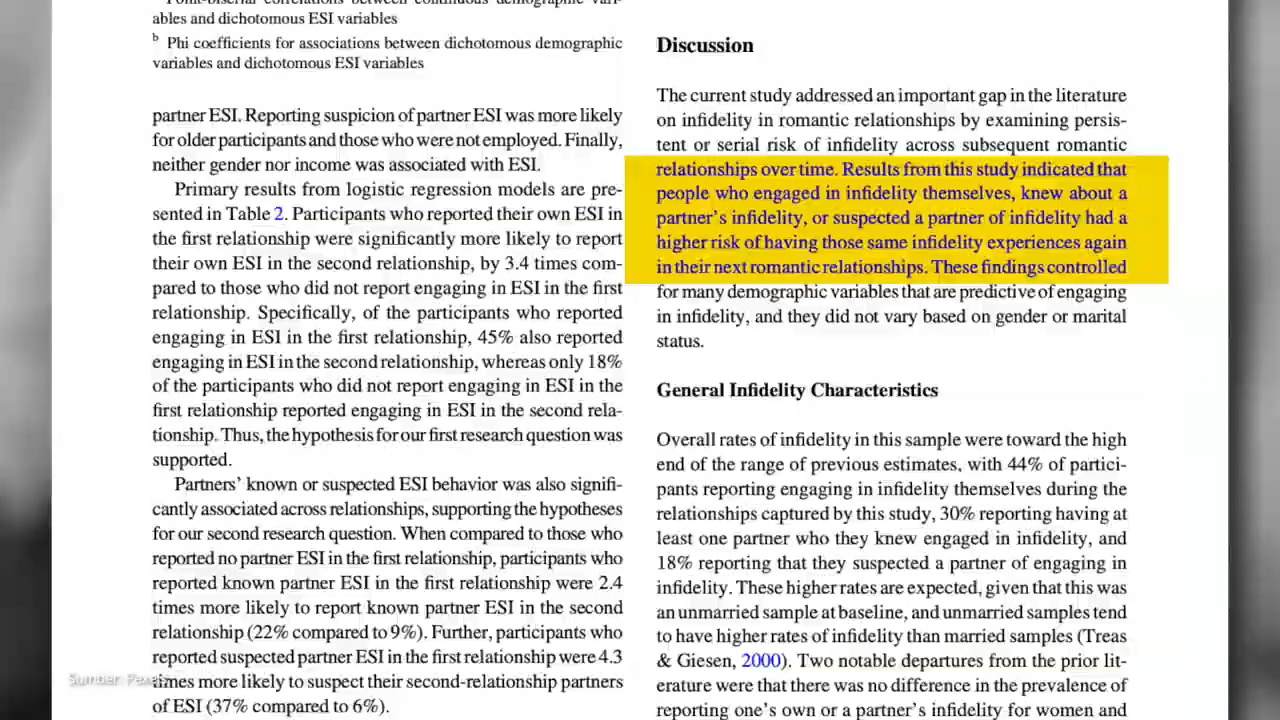 ables and dichotomous ESI variables
b Phi coefficients for associations between dichotomous demographic
variables and dichotomous ESI variables
partner ESI. Reporting suspicion of partner ESI was more likely
for older participants and those who were not employed. Finally,
neither gender nor income was associated with ESI.
Primary results from logistic regression models are pre-
sented in Table 2. Participants who reported their own ESI in
the first relationship were significantly more likely to report
their own ESI in the second relationship, by 3.4 times com-
pared to those who did not report engaging in ESI in the first
relationship. Specifically, of the participants who reported
engaging in ESI in the first relationship, 45% also reported
engaging in ESI in the second relationship, whereas only 18%
of the participants who did not report engaging in ESI in the
first relationship reported engaging in ESI in the second rela-
tionship. Thus, the hypothesis for our first research question was
supported.
Partners' known or suspected ESI behavior was also signifi-
cantly associated across relationships, supporting the hypotheses
for our second research question. When compared to those who
reported no partner ESI in the first relationship, participants who
reported known partner ESI in the first relationship were 2.4
times more likely to report known partner ESI in the second
relationship (22% compared to 9%). Further, participants who
reported suspected partner ESI in the first relationship were 4.3
times more likely to suspect their second-relationship partners
of ESI (37% compared to 6%).
Discussion
The current study addressed an important gap in the literature
on infidelity in romantic relationships by examining persis-
tent or serial risk of infidelity across subsequent romantic
relationships over time. Results from this study indicated that
people who engaged in infidelity themselves, knew about a
partner's infidelity, or suspected a partner of infidelity had a
higher risk of having those same infidelity experiences again
in their next romantic relationships. These findings controlled
for many demographic variables that are predictive of engaging
in infidelity, and they did not vary based on gender or marital
status.
General Infidelity Characteristics
Overall rates of infidelity in this sample were toward the high
end of the range of previous estimates, with 44% of partici-
pants reporting engaging in infidelity themselves during the
relationships captured by this study, 30% reporting having at
least one partner who they knew engaged in infidelity, and
18% reporting that they suspected a partner of engaging in
infidelity. These higher rates are expected, given that this was
an unmarried sample at baseline, and unmarried samples tend
to have higher rates of infidelity than married samples (Treas
& Giesen, 2000). Two notable departures from the prior lit-
erature were that there was no difference in the prevalence of
reporting one's own or a partner's infidelity for women and
Sumber: Pexels